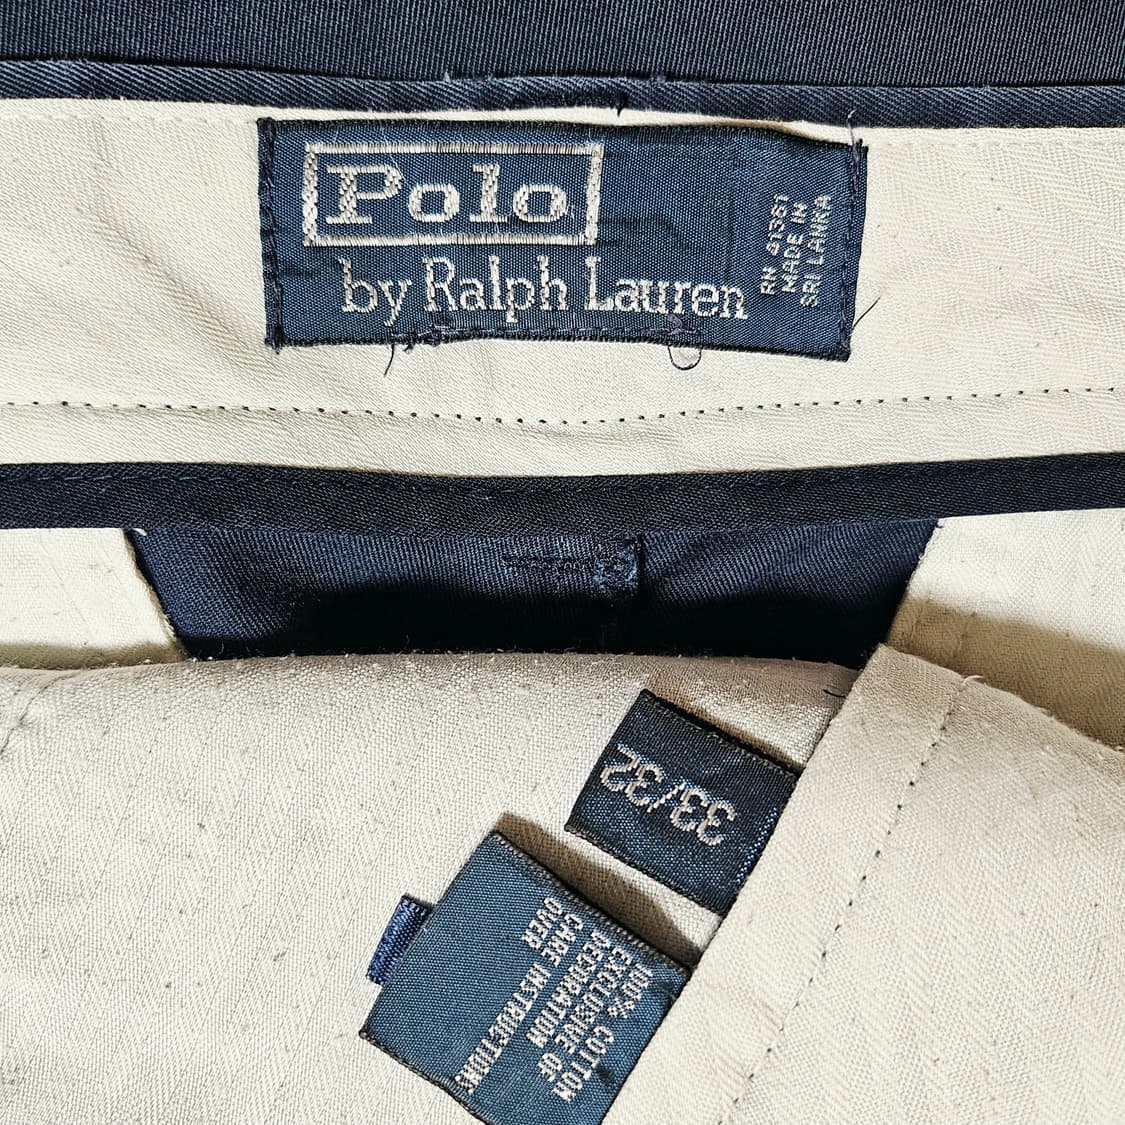 Polo
by Ralph Lauren
RN 41381
MADE IN
SRI LANKA
33/32
100% COTTON
EXCLUSIVE OF
DECORATION
CARE INSTRUCTIONS
OVER